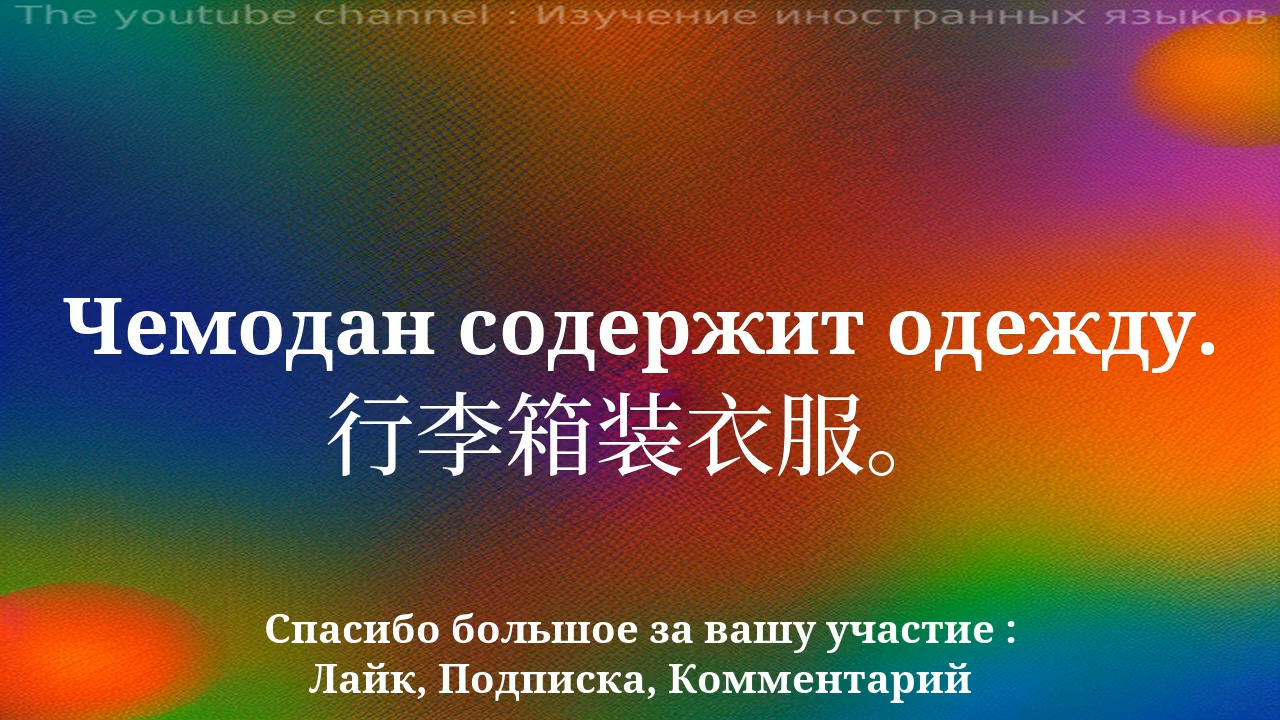 The youtube channel : Изучение иностранных языков
Чемодан содержит одежду.
行李箱装衣服。
Спасибо большое за вашу участие :
Лайк, Подписка, Комментарий